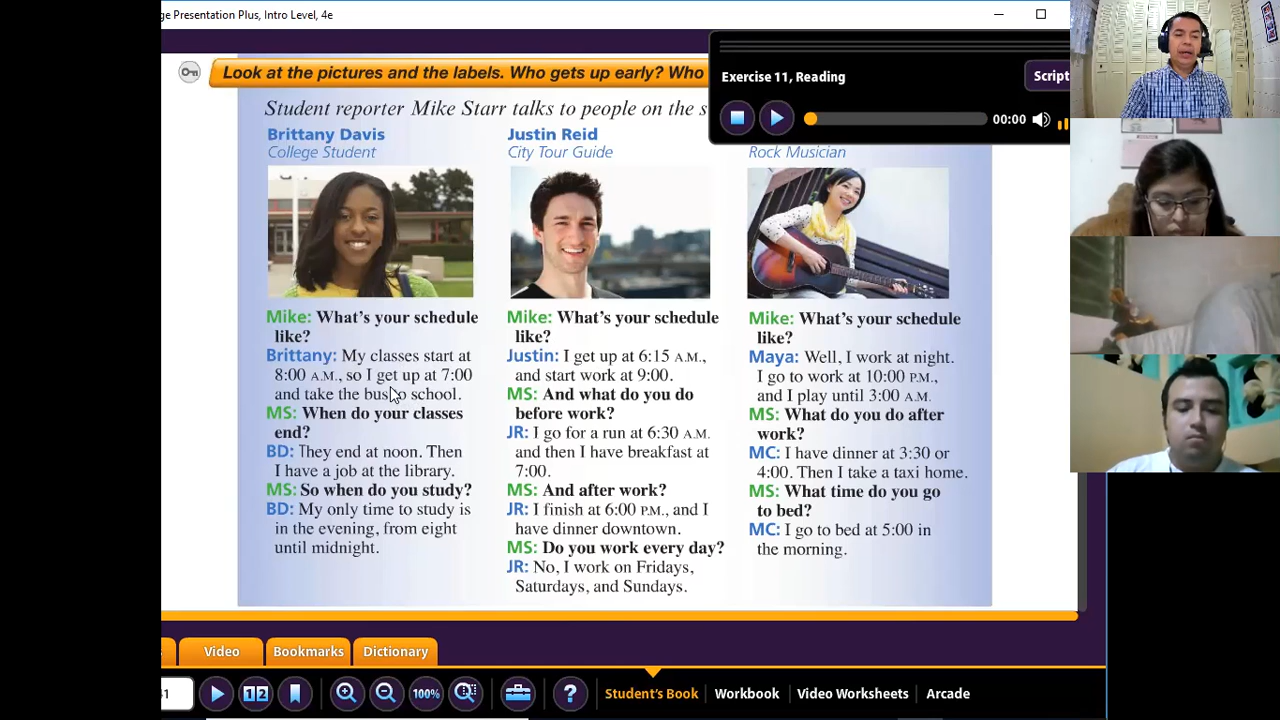 ge Presentation Plus, Intro Level, 4e
Look at the pictures and the labels. Who gets up early? Who
Exercise 11, Reading
Script
00:00
Student reporter Mike Starr talks to people on the s
Brittany Davis
College Student
Mike: What's your schedule
like?
Brittany: My classes start at
8:00 A.M., so I get up at 7:00
and take the bus to school.
MS: When do your classes
end?
BD: They end at noon. Then
I have a job at the library.
MS: So when do you study?
BD: My only time to study is
in the evening, from eight
until midnight.
Justin Reid
City Tour Guide
Mike: What's your schedule
like?
Justin: I get up at 6:15 A.M.,
and start work at 9:00.
MS: And what do you do
before work?
JR: I go for a run at 6:30 A.M.
and then I have breakfast at
7:00.
MS: And after work?
JR: I finish at 6:00 P.M., and I
have dinner downtown.
MS: Do you work every day?
JR: No, I work on Fridays,
Saturdays, and Sundays.
Rock Musician
Mike: What's your schedule
like?
Maya: Well, I work at night.
I go to work at 10:00 P.M.,
and I play until 3:00 A.M.
MS: What do you do after
work?
MC: I have dinner at 3:30 or
4:00. Then I take a taxi home.
MS: What time do you go
to bed?
MC: I go to bed at 5:00 in
the morning.
Video
Bookmarks
Dictionary
1 2
100%
?
Student's Book
Workbook
Video Worksheets
Arcade